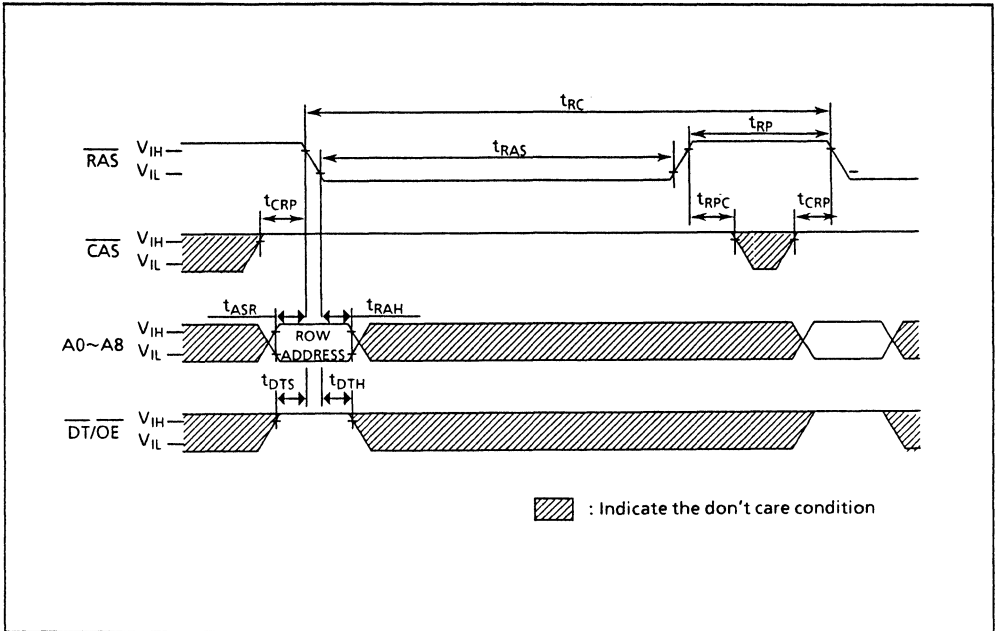 tRC
tRP
RAS VIH
VIL
tRAS
tCRP tRPC tCRP
CAS VIH
VIL
tASR tRAH
A0~A8 VIH
VIL
ROW
ADDRESS
tDTS tDTH
DT/OE VIH
VIL
: Indicate the don't care condition